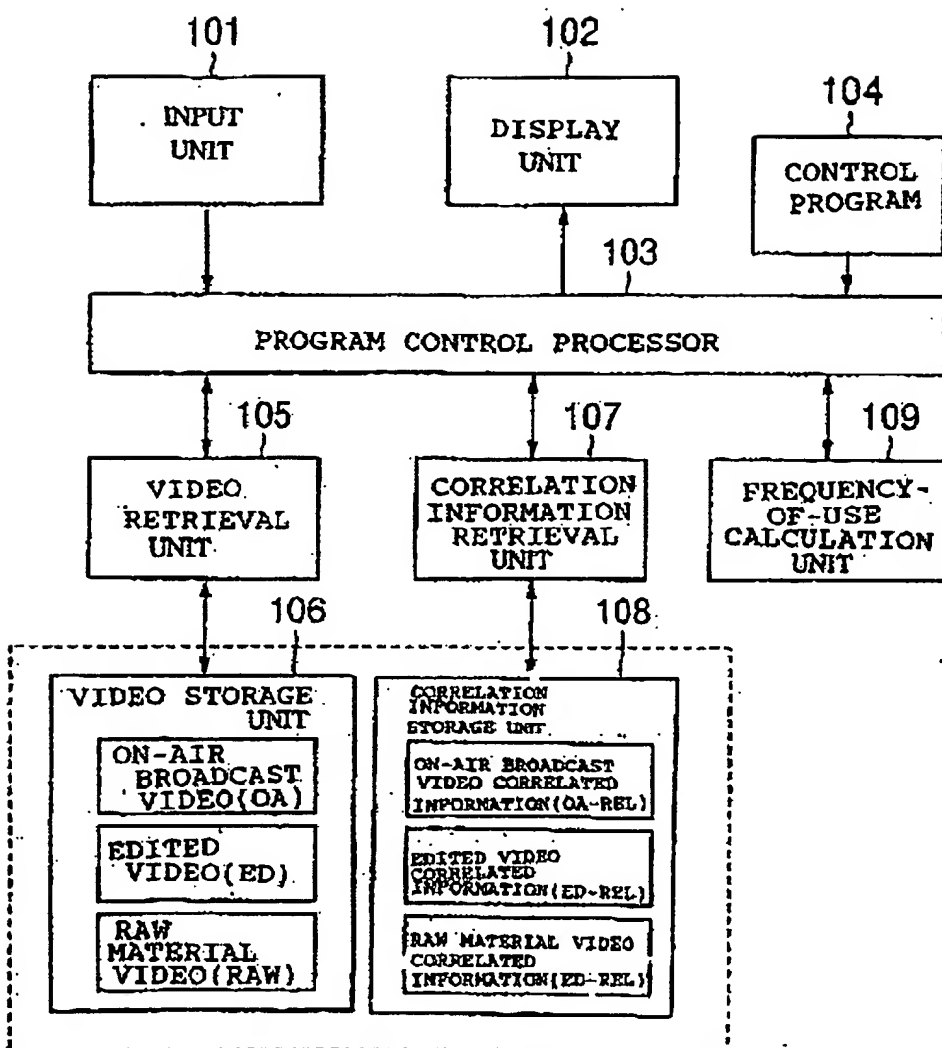 101
102
104
INPUT
UNIT
DISPLAY
UNIT
CONTROL
PROGRAM
103
PROGRAM CONTROL PROCESSOR
105
107
109
VIDEO
RETRIEVAL
UNIT
CORRELATION
INFORMATION
RETRIEVAL
UNIT
FREQUENCY-
OF-USE
CALCULATION
UNIT
106
108
VIDEO STORAGE
UNIT
ON-AIR
BROADCAST
VIDEO(OA)
EDITED
VIDEO(ED)
RAW
MATERIAL
VIDEO(RAW)
CORRELATION
INFORMATION
STORAGE UNIT
ON-AIR BROADCAST
VIDEO CORRELATED
INFORMATION(OA-REL)
EDITED VIDEO
CORRELATED
INFORMATION(ED-REL)
RAW MATERIAL VIDEO
CORRELATED
INFORMATION(ED-REL)